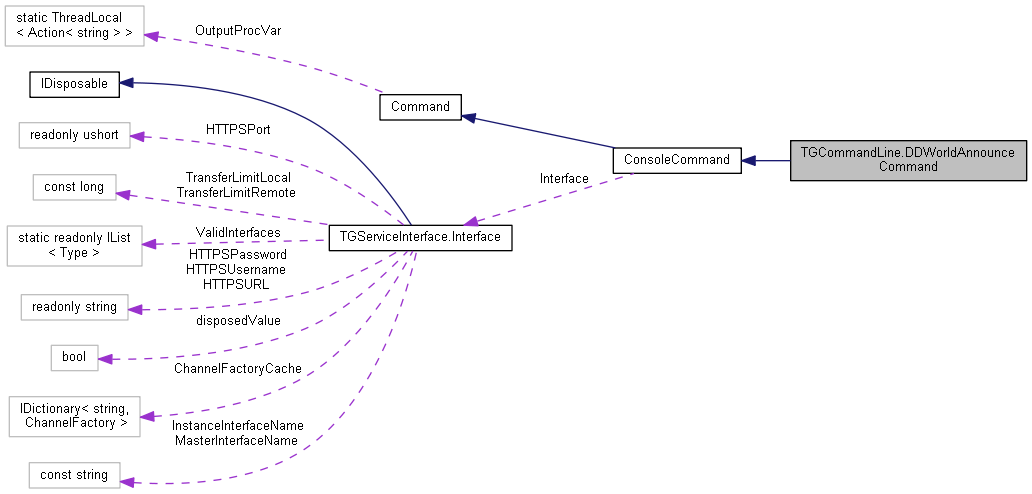 static ThreadLocal
< Action< string > >
OutputProcVar
IDisposable
Command
readonly ushort
HTTPSPort
ConsoleCommand
TGCommandLine.DDWorldAnnounce
Command
const long
TransferLimitLocal
TransferLimitRemote
Interface
static readonly IList
< Type >
ValidInterfaces
TGServiceInterface.Interface
HTTPSPassword
HTTPSUsername
HTTPSURL
readonly string
disposedValue
bool
ChannelFactoryCache
IDictionary< string,
ChannelFactory >
InstanceInterfaceName
MasterInterfaceName
const string